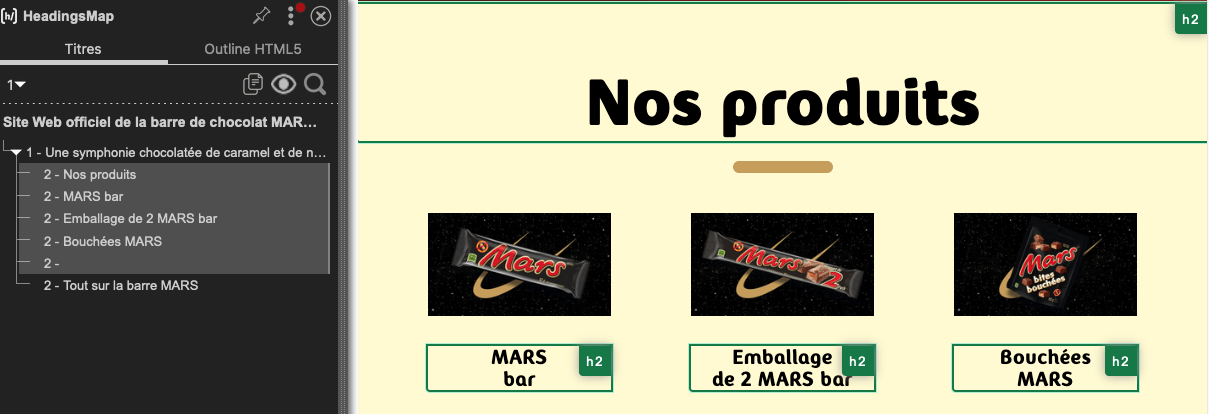 HeadingsMap
Titres
Outline HTML5
1
Site Web officiel de la barre de chocolat MAR...
1 - Une symphonie chocolatée de caramel et de n...
2 - Nos produits
2 - MARS bar
2 - Emballage de 2 MARS bar
2 - Bouchées MARS
2 -
2 - Tout sur la barre MARS
h2
Nos produits
Mars
Mars 2
Mars
bites
bouchées
MARS
bar
h2
Emballage
de 2 MARS bar
h2
Bouchées
MARS
h2